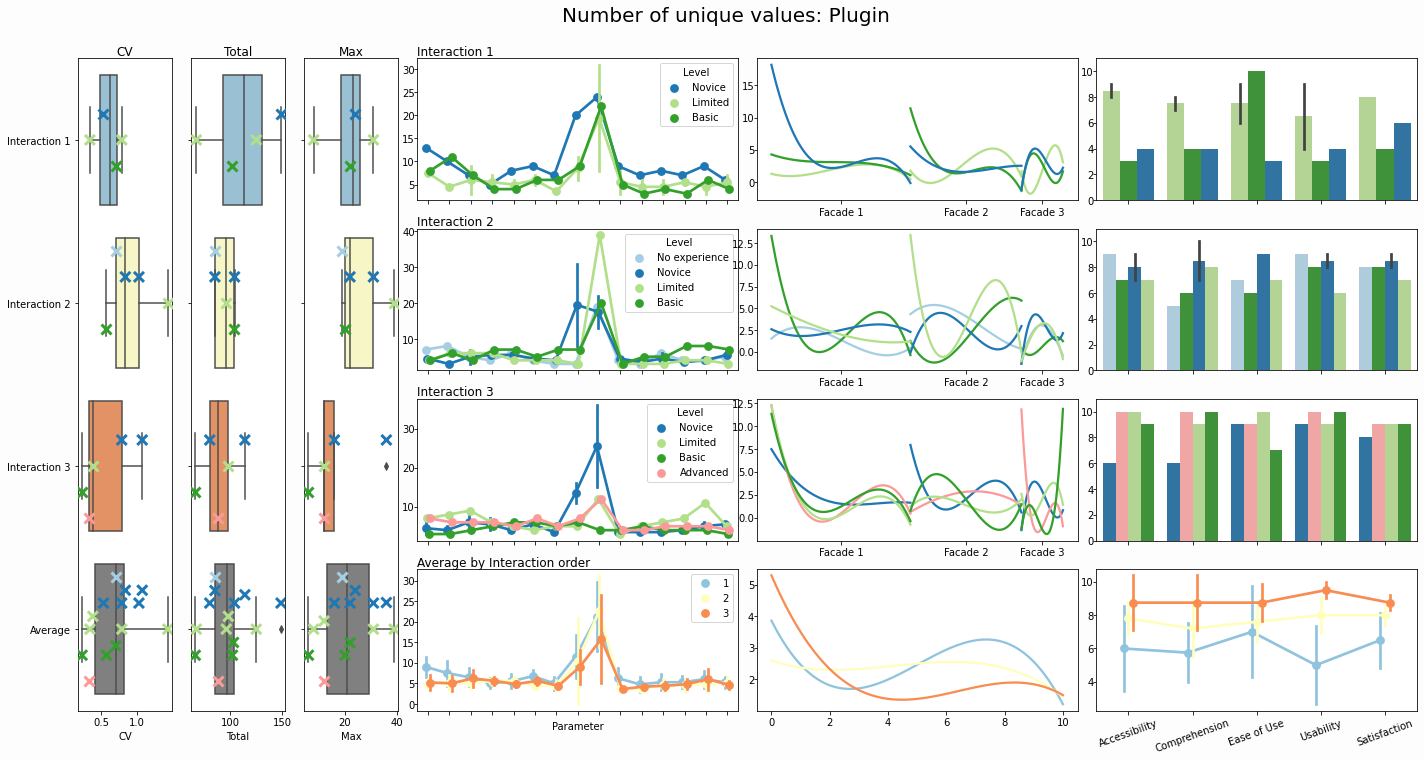 Number of unique values: Plugin
CV
Total
Max
Interaction 1
Interaction 2
Interaction 3
Average
0.5 1.0
CV
100 150
Total
20 40
Max
Interaction 1
30
25
20
15
10
5
Level
Novice
Limited
Basic
15
10
5
0
Facade 1 Facade 2 Facade 3
10
8
6
4
2
0
Interaction 2
40
30
20
10
Level
No experience
Novice
Limited
Basic
12.5
10.0
7.5
5.0
2.5
0.0
Facade 1 Facade 2 Facade 3
10
8
6
4
2
0
Interaction 3
30
20
10
Level
Novice
Limited
Basic
Advanced
12.5
10.0
7.5
5.0
2.5
0.0
Facade 1 Facade 2 Facade 3
10
8
6
4
2
0
Average by Interaction order
30
25
20
15
10
5
0
1
2
3
Parameter
5
4
3
2
0 2 4 6 8 10
10
8
6
4
Accessibility Comprehension Ease of Use Usability Satisfaction